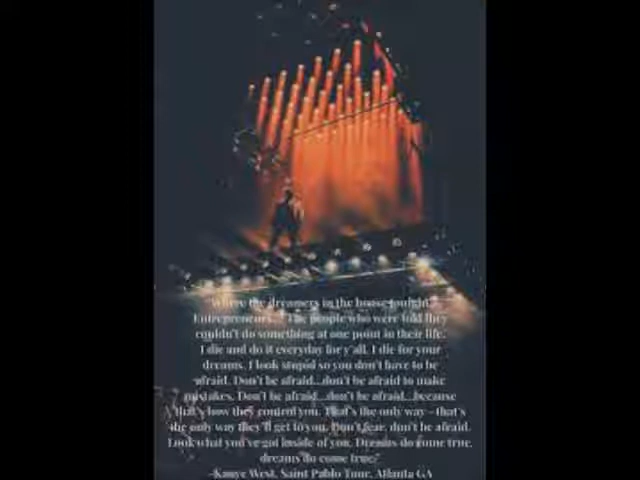 "Where the dreamers in the house tonight?
Entrepreneurs...? The people who were told they
couldn't do something at one point in their life.
I die and do it everyday for y'all. I die for your
dreams. I look stupid so you don't have to be
afraid. Don't be afraid...don't be afraid to make
mistakes. Don't be afraid...don't be afraid...because
that's how they control you. That's the only way - that's
the only way they'll get to you. Don't fear, don't be afraid.
Look what you've got inside of you. Dreams do come true,
dreams do come true."
-Kanye West, Saint Pablo Tour, Atlanta GA